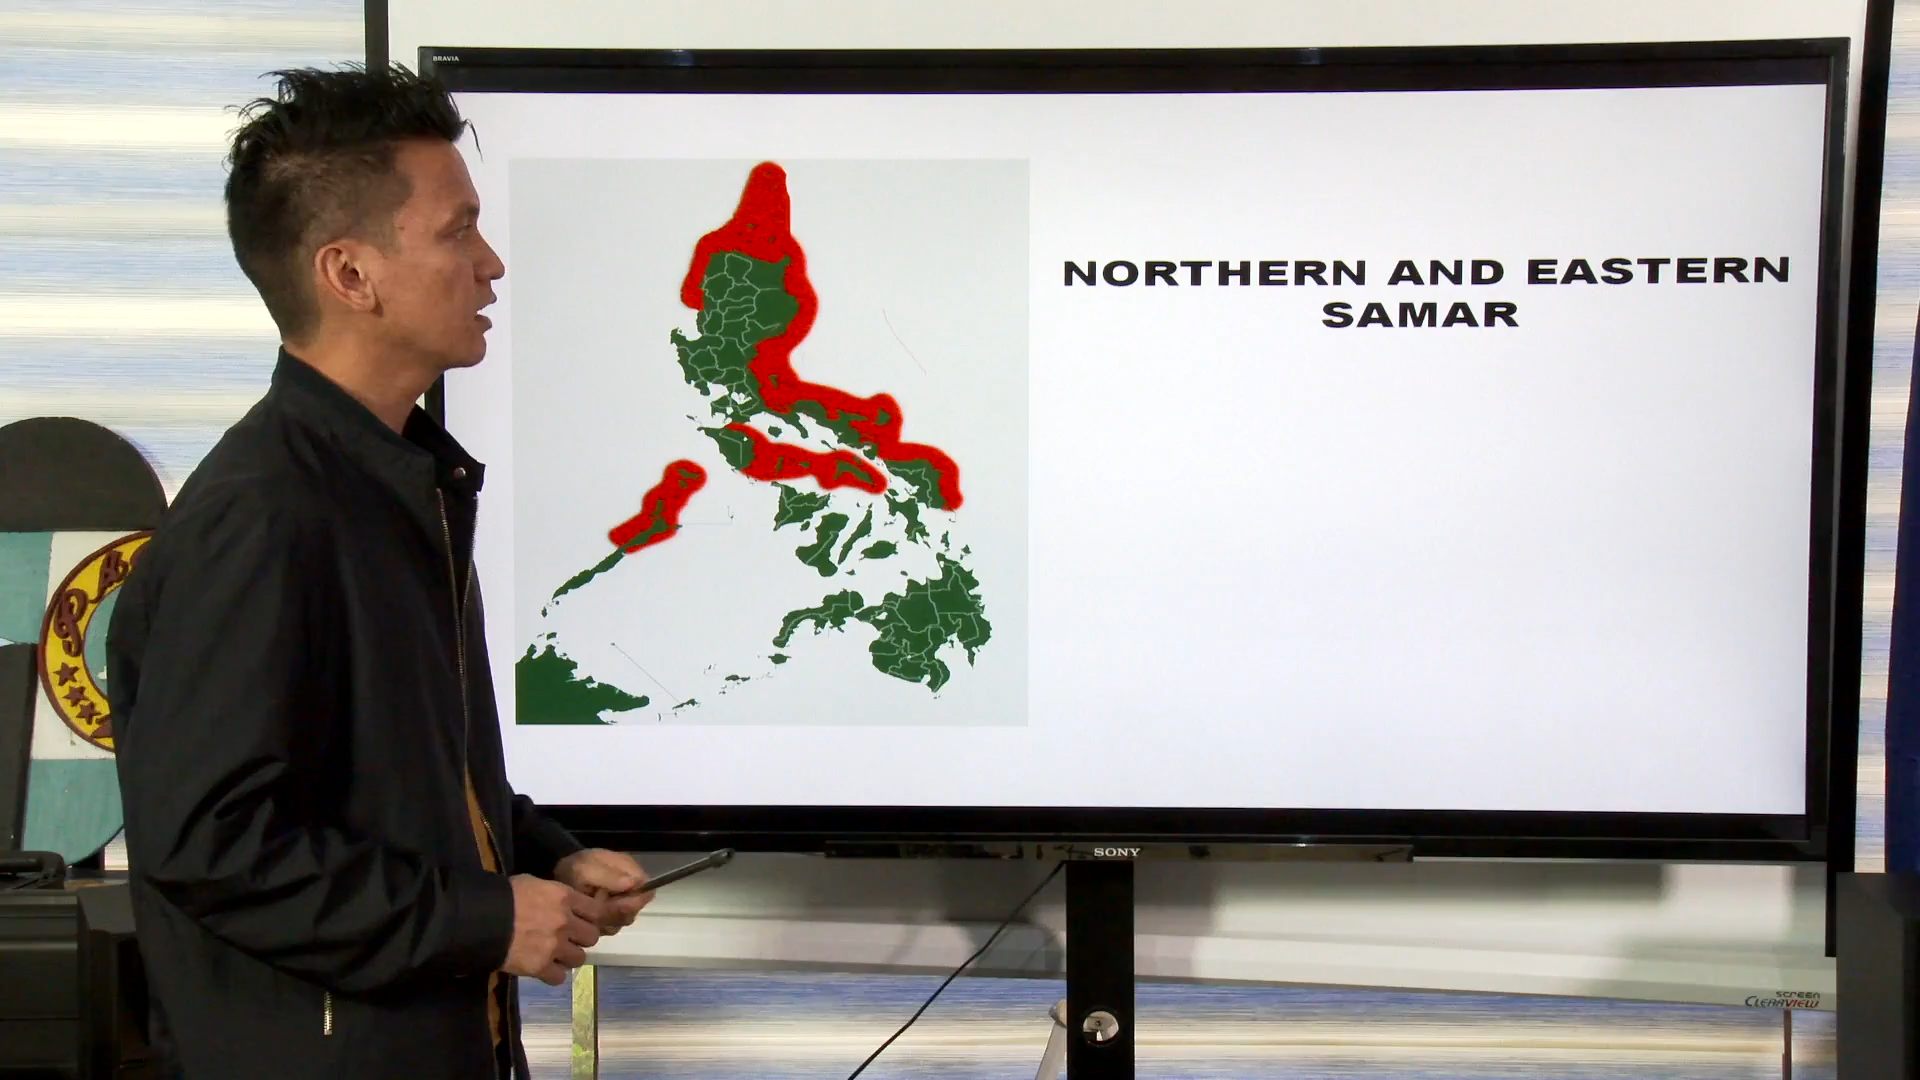 BRAVIA
NORTHERN AND EASTERN
SAMAR
SONY
SCREEN
CLEARVIEW